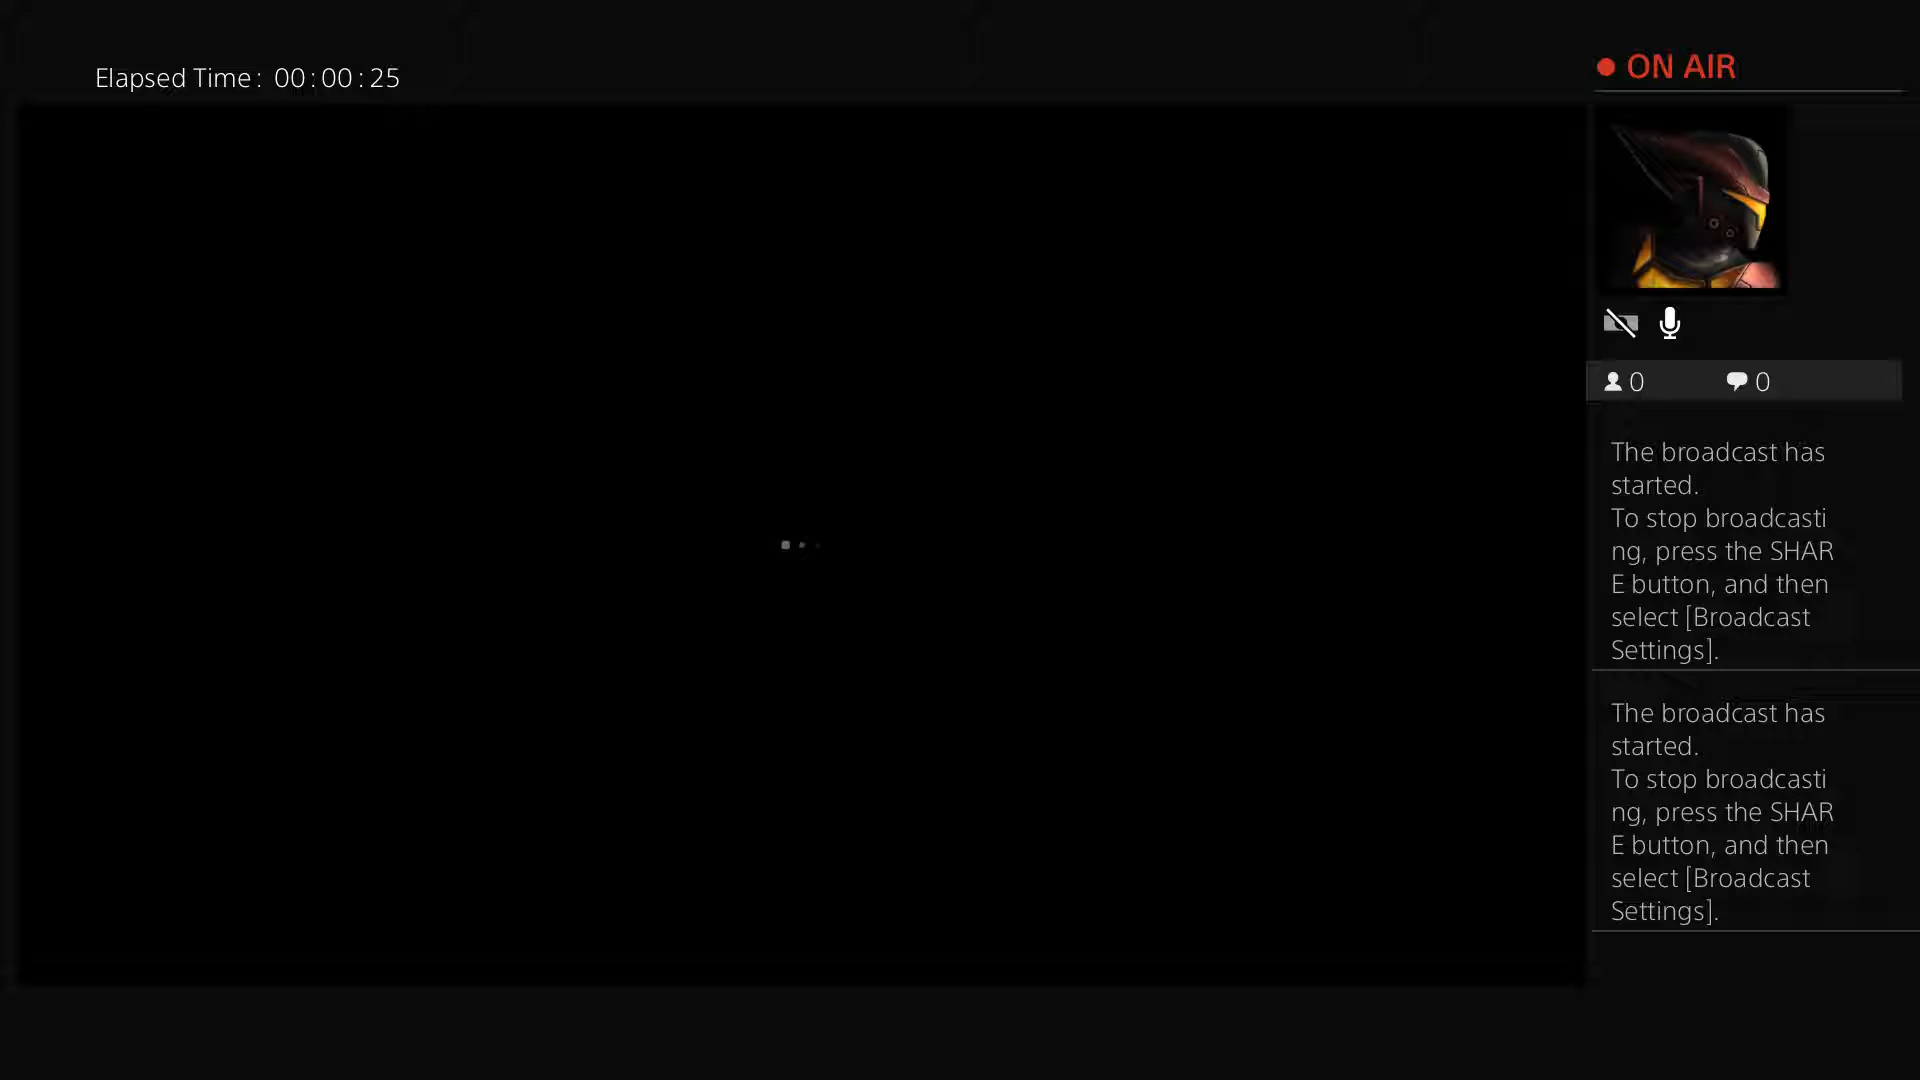 Elapsed Time: 00:00:25
ON AIR
0 0
The broadcast has
started.
To stop broadcasti
ng, press the SHAR
E button, and then
select [Broadcast
Settings].
The broadcast has
started.
To stop broadcasti
ng, press the SHAR
E button, and then
select [Broadcast
Settings].